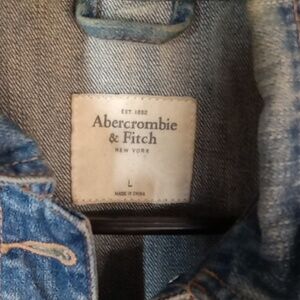 EST. 1892
Abercrombie
& Fitch
NEW YORK
L
MADE IN CHINA